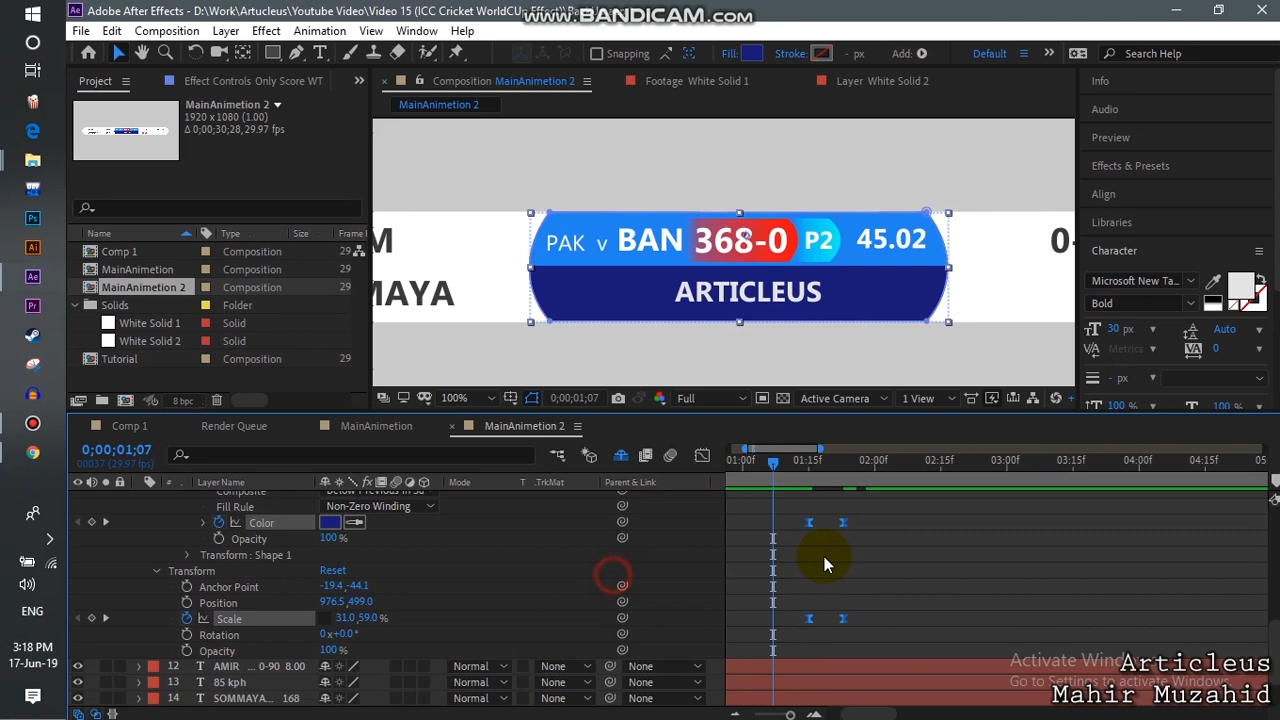 Adobe After Effects - D:\Work\Artucleus\Youtube Video\Video 15 (ICC Cricket WorldCUp Effect)\
www.BANDICAM.com
File Edit Composition Layer Effect Animation View Window Help
Snapping Fill: Stroke: - px Add: Default Search Help
Project Effect Controls Only Score WT Composition MainAnimetion 2 Footage White Solid 1 Layer White Solid 2 Info
MainAnimetion 2
1920 x 1080 (1.00)
Δ 0;00;30;28, 29.97 fps
MainAnimetion 2
Audio
Preview
Effects & Presets
Align
Libraries
Character
Name Type Size Frame Ra
Comp 1 Composition 29
MainAnimetion Composition 29
MainAnimetion 2 Composition 29
Solids Folder
White Solid 1 Solid
White Solid 2 Solid
Tutorial Composition 29
8 bpc
M PAK v BAN 368-0 P2 45.02 0-
MAYA ARTICLEUS
Microsoft New Ta...
Bold
30 px Auto
Metrics 0
- px
100 % 100 %
100% 0;00;01;07 Full Active Camera 1 View +
Comp 1 Render Queue MainAnimetion MainAnimetion 2
0;00;01;07
00037 (29.97 fps)
1:00f 01:15f 02:00f 02:15f 03:00f 03:15f 04:00f 04:15f 05
# Layer Name Mode T .TrkMat Parent & Link
Fill Rule Non-Zero Winding
Color
Opacity 100 %
Transform : Shape 1
Transform Reset
Anchor Point -19.4,-44.1
Position 976.5,499.0
Scale 31.0,59.0 %
Rotation 0x+0.0°
Opacity 100 %
12 T AMIR 0-90 8.00 Normal None None
13 T 85 kph Normal None None
14 T SOMMAYA... 168 Normal None None
ENG
3:18 PM
17-Jun-19
Activate Windows
Go to Settings to activate Windows.
Articleus
Mahir Muzahid